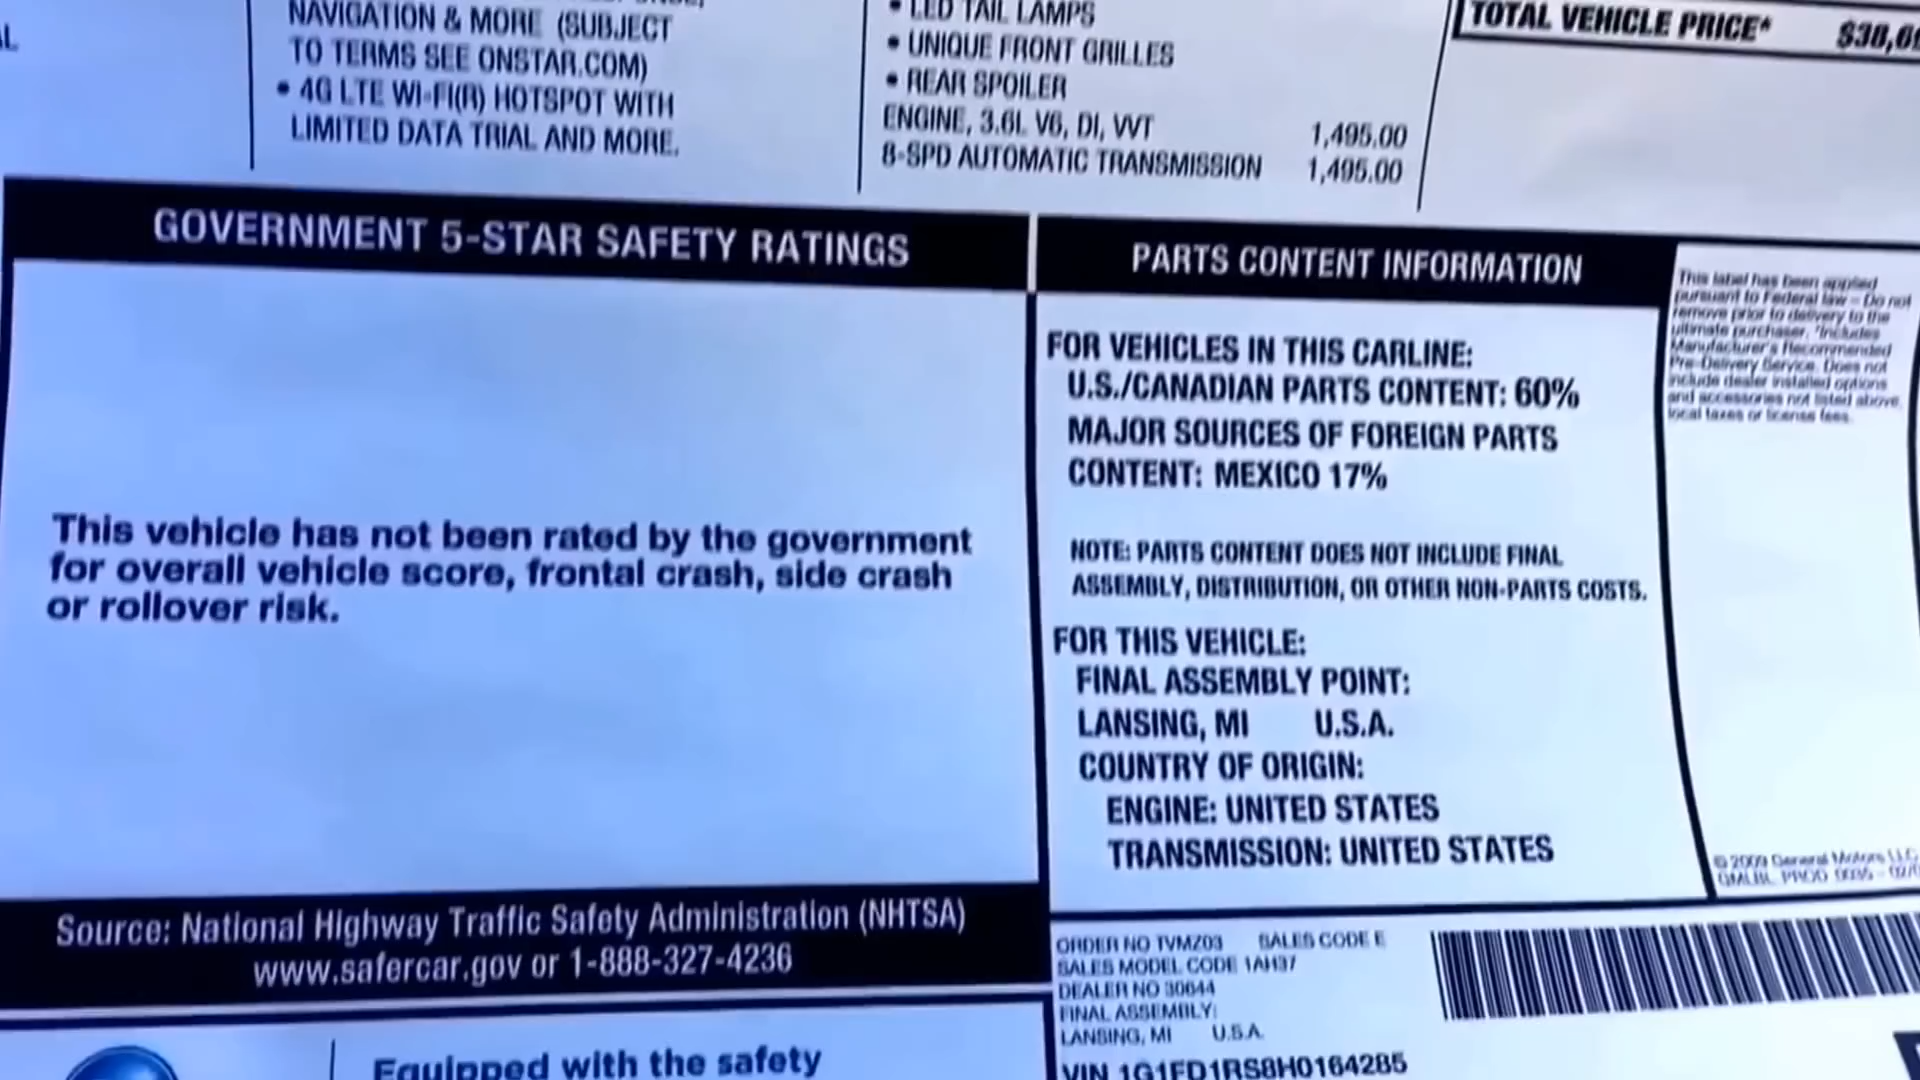 NAVIGATION & MORE (SUBJECT
TO TERMS SEE ONSTAR.COM)
• 4G LTE WI-FI(R) HOTSPOT WITH
LIMITED DATA TRIAL AND MORE.
• LED TAIL LAMPS
• UNIQUE FRONT GRILLES
• REAR SPOILER
ENGINE, 3.6L V6, DI, VVT 1,495.00
8-SPD AUTOMATIC TRANSMISSION 1,495.00
TOTAL VEHICLE PRICE*
GOVERNMENT 5-STAR SAFETY RATINGS
This vehicle has not been rated by the government
for overall vehicle score, frontal crash, side crash
or rollover risk.
Source: National Highway Traffic Safety Administration (NHTSA)
www.safercar.gov or 1-888-327-4236
Equipped with the safety
PARTS CONTENT INFORMATION
FOR VEHICLES IN THIS CARLINE:
U.S./CANADIAN PARTS CONTENT: 60%
MAJOR SOURCES OF FOREIGN PARTS
CONTENT: MEXICO 17%
NOTE: PARTS CONTENT DOES NOT INCLUDE FINAL
ASSEMBLY, DISTRIBUTION, OR OTHER NON-PARTS COSTS.
FOR THIS VEHICLE:
FINAL ASSEMBLY POINT:
LANSING, MI U.S.A.
COUNTRY OF ORIGIN:
ENGINE: UNITED STATES
TRANSMISSION: UNITED STATES
This label has been applied
pursuant to Federal law – Do not
remove prior to delivery to the
ultimate purchaser. *Includes
Manufacturer's Recommended
Pre-Delivery Service. Does not
include dealer installed options
and accessories not listed above,
local taxes or license fees.
© 2009 General Motors LLC
GMLBL PROD 0035 -
ORDER NO TVMZ03 SALES CODE E
SALES MODEL CODE 1AH37
DEALER NO 30644
FINAL ASSEMBLY:
LANSING, MI U.S.A.
VIN 1G1FD1RS8H0164285